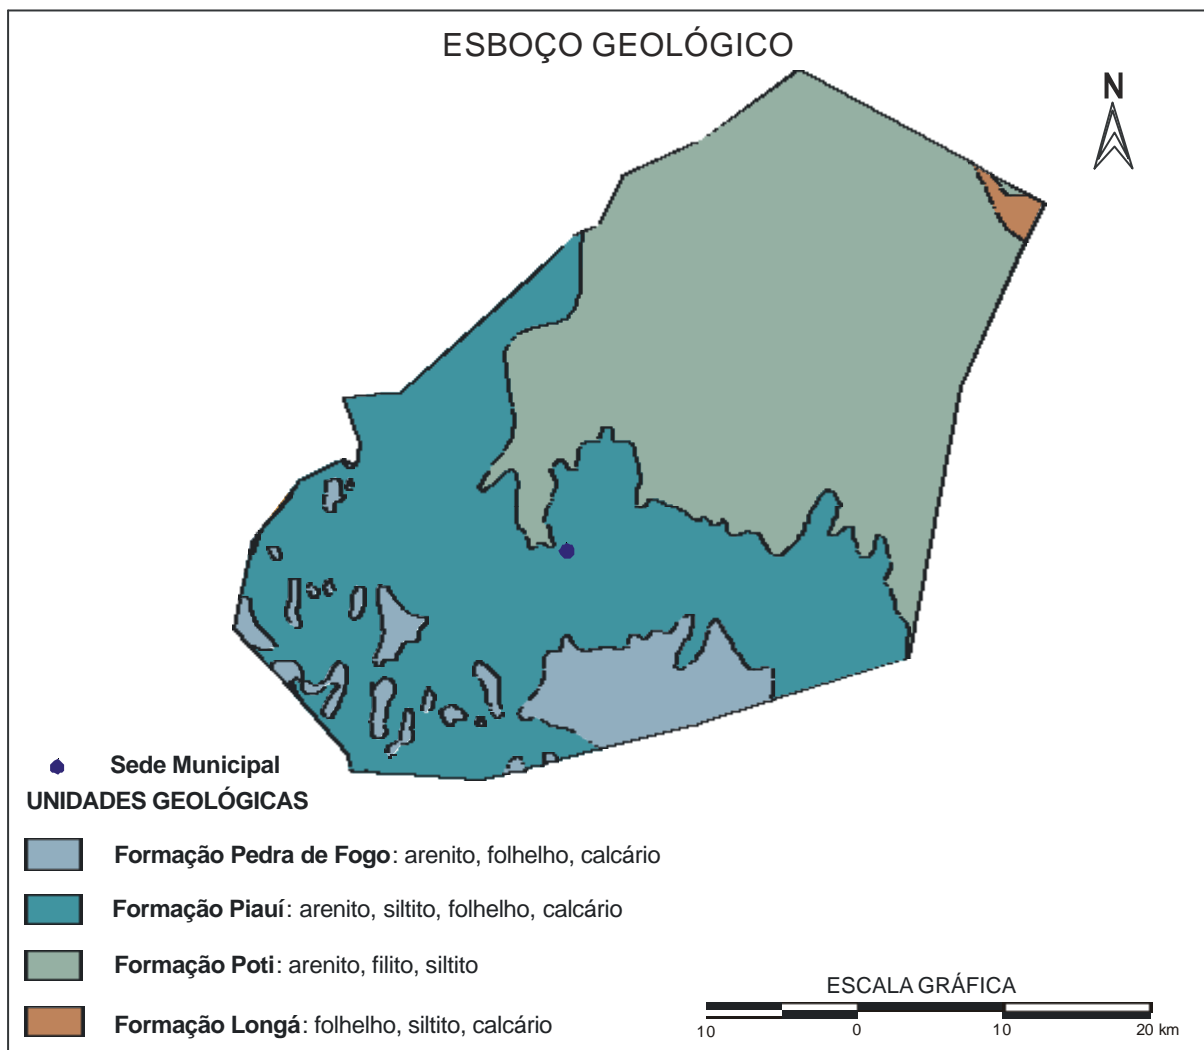 ESBOÇO GEOLÓGICO
N
Sede Municipal
UNIDADES GEOLÓGICAS
Formação Pedra de Fogo: arenito, folhelho, calcário
Formação Piauí: arenito, siltito, folhelho, calcário
Formação Poti: arenito, filito, siltito
Formação Longá: folhelho, siltito, calcário
ESCALA GRÁFICA
10 0 10 20 km